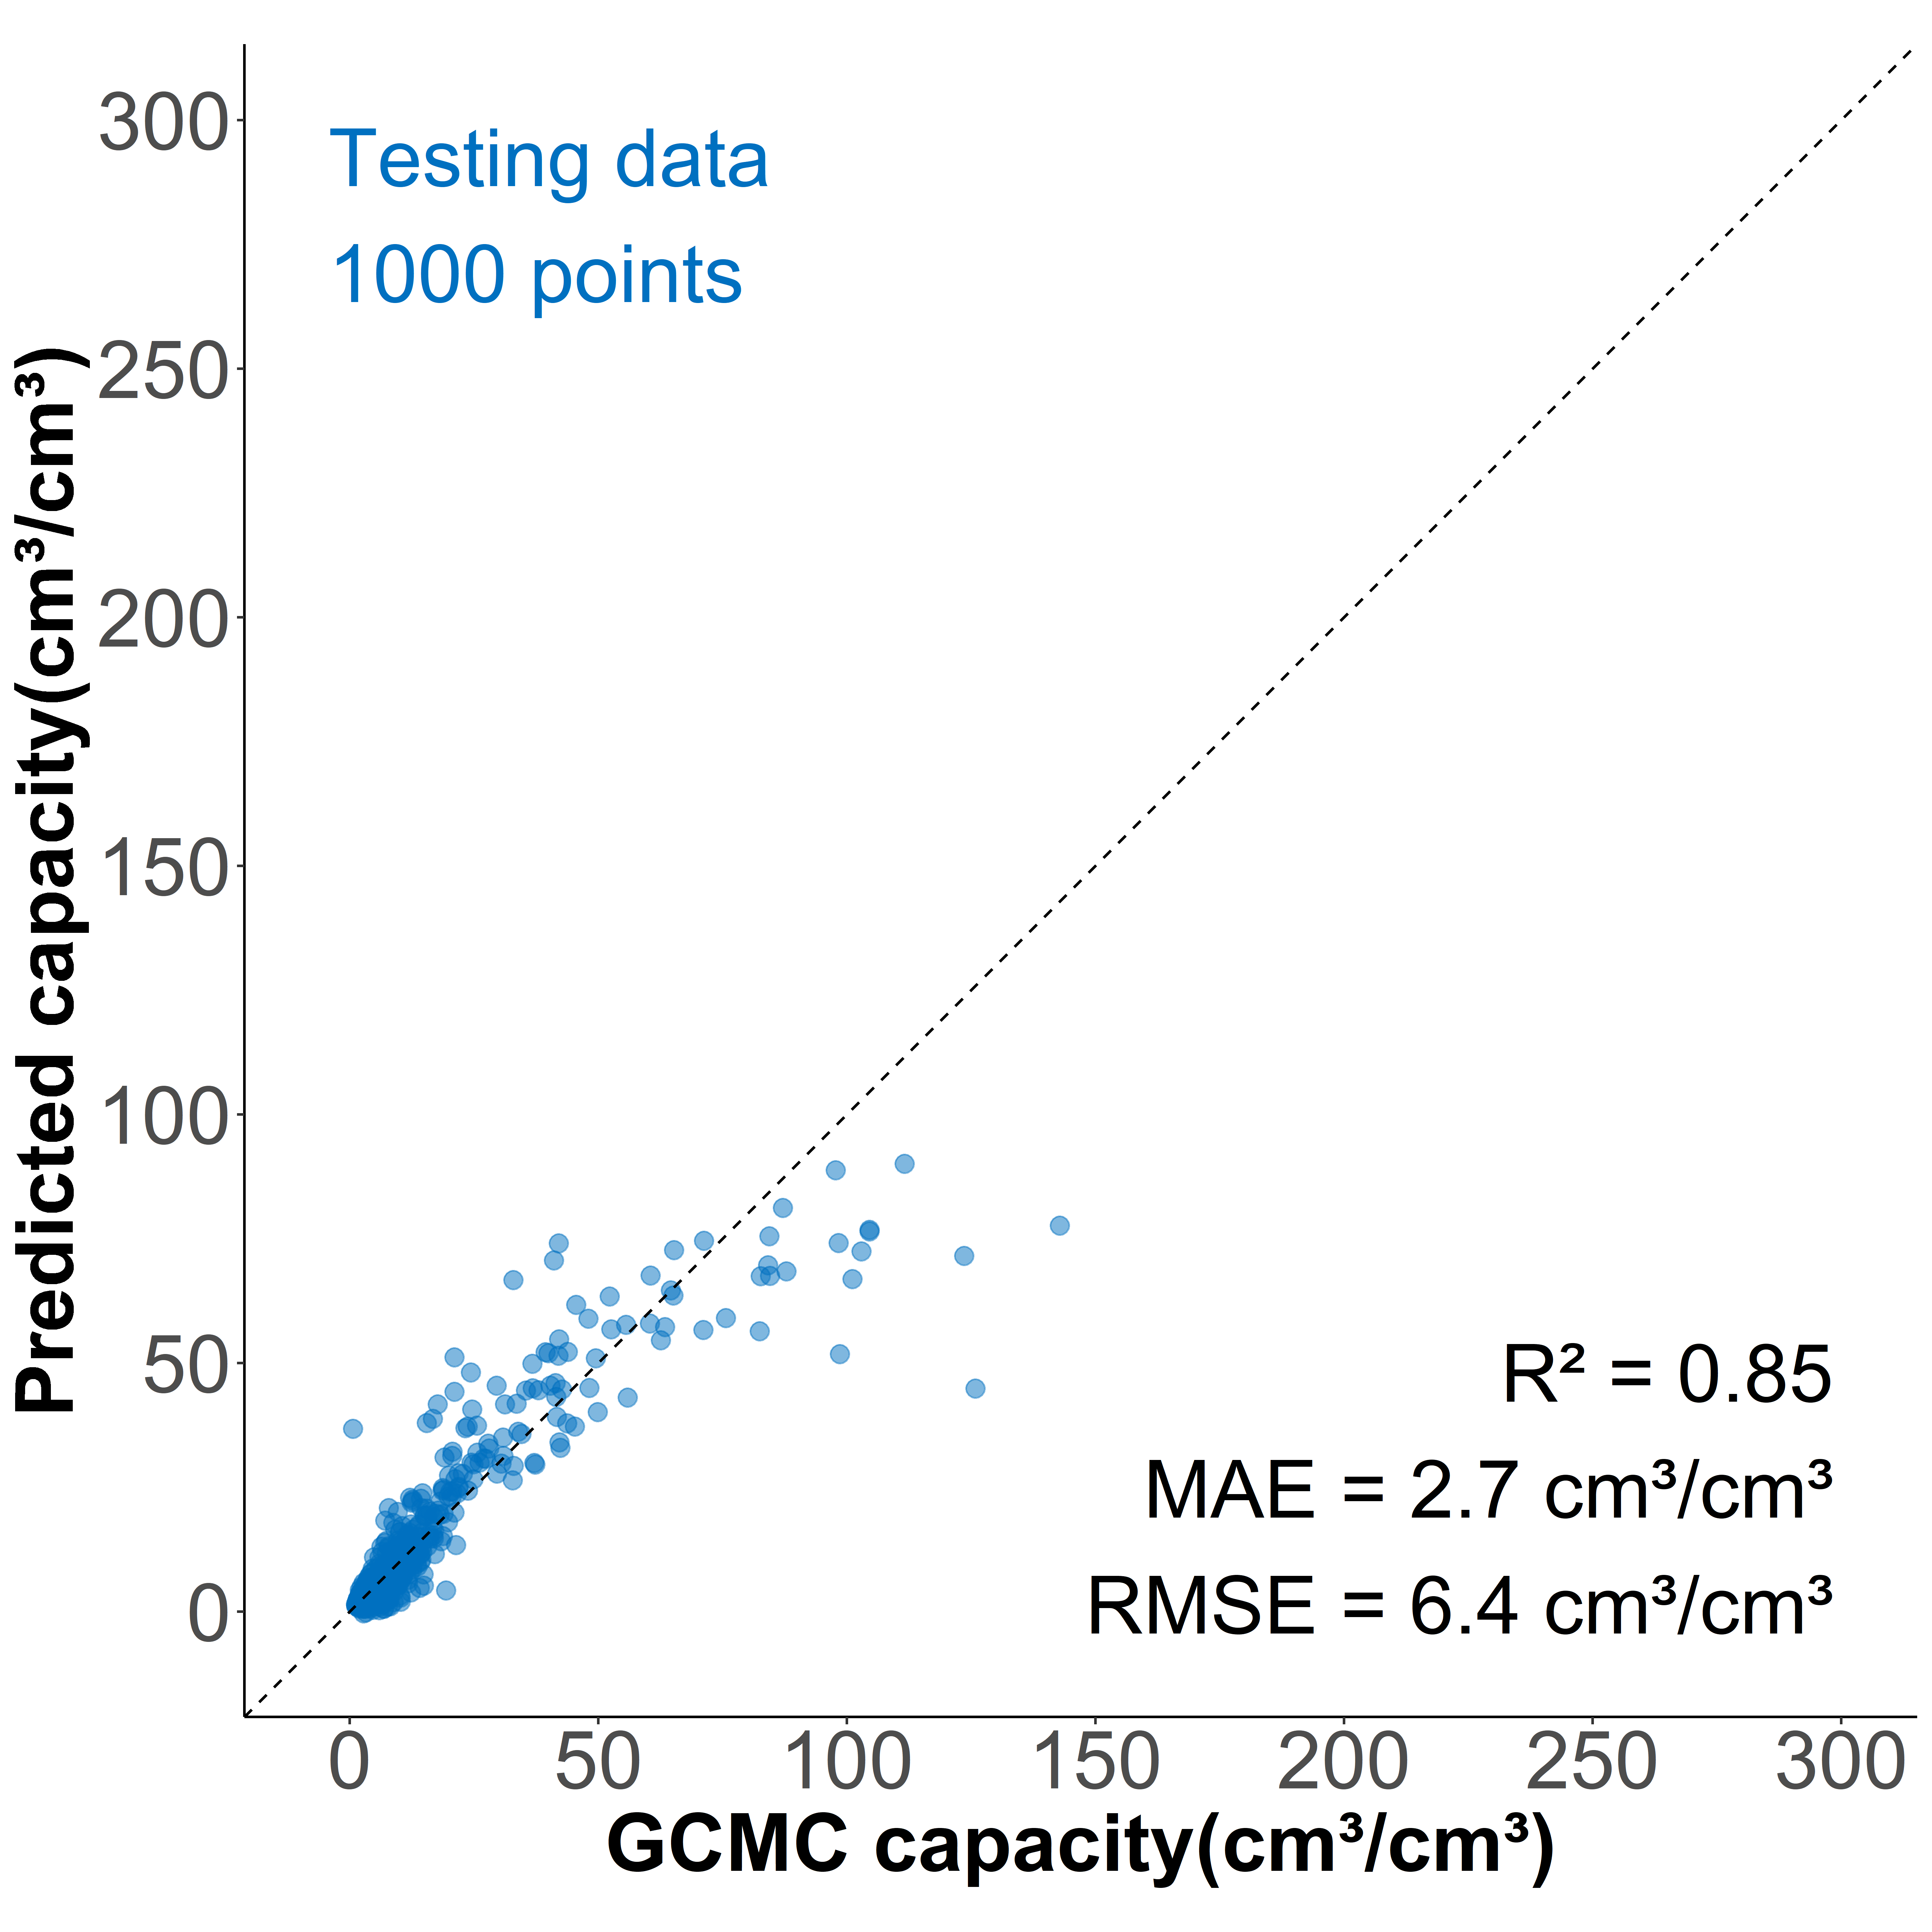 Testing data
1000 points
Predicted capacity(cm³/cm³)
300
250
200
150
100
50
0
R² = 0.85
MAE = 2.7 cm³/cm³
RMSE = 6.4 cm³/cm³
0 50 100 150 200 250 300
GCMC capacity(cm³/cm³)